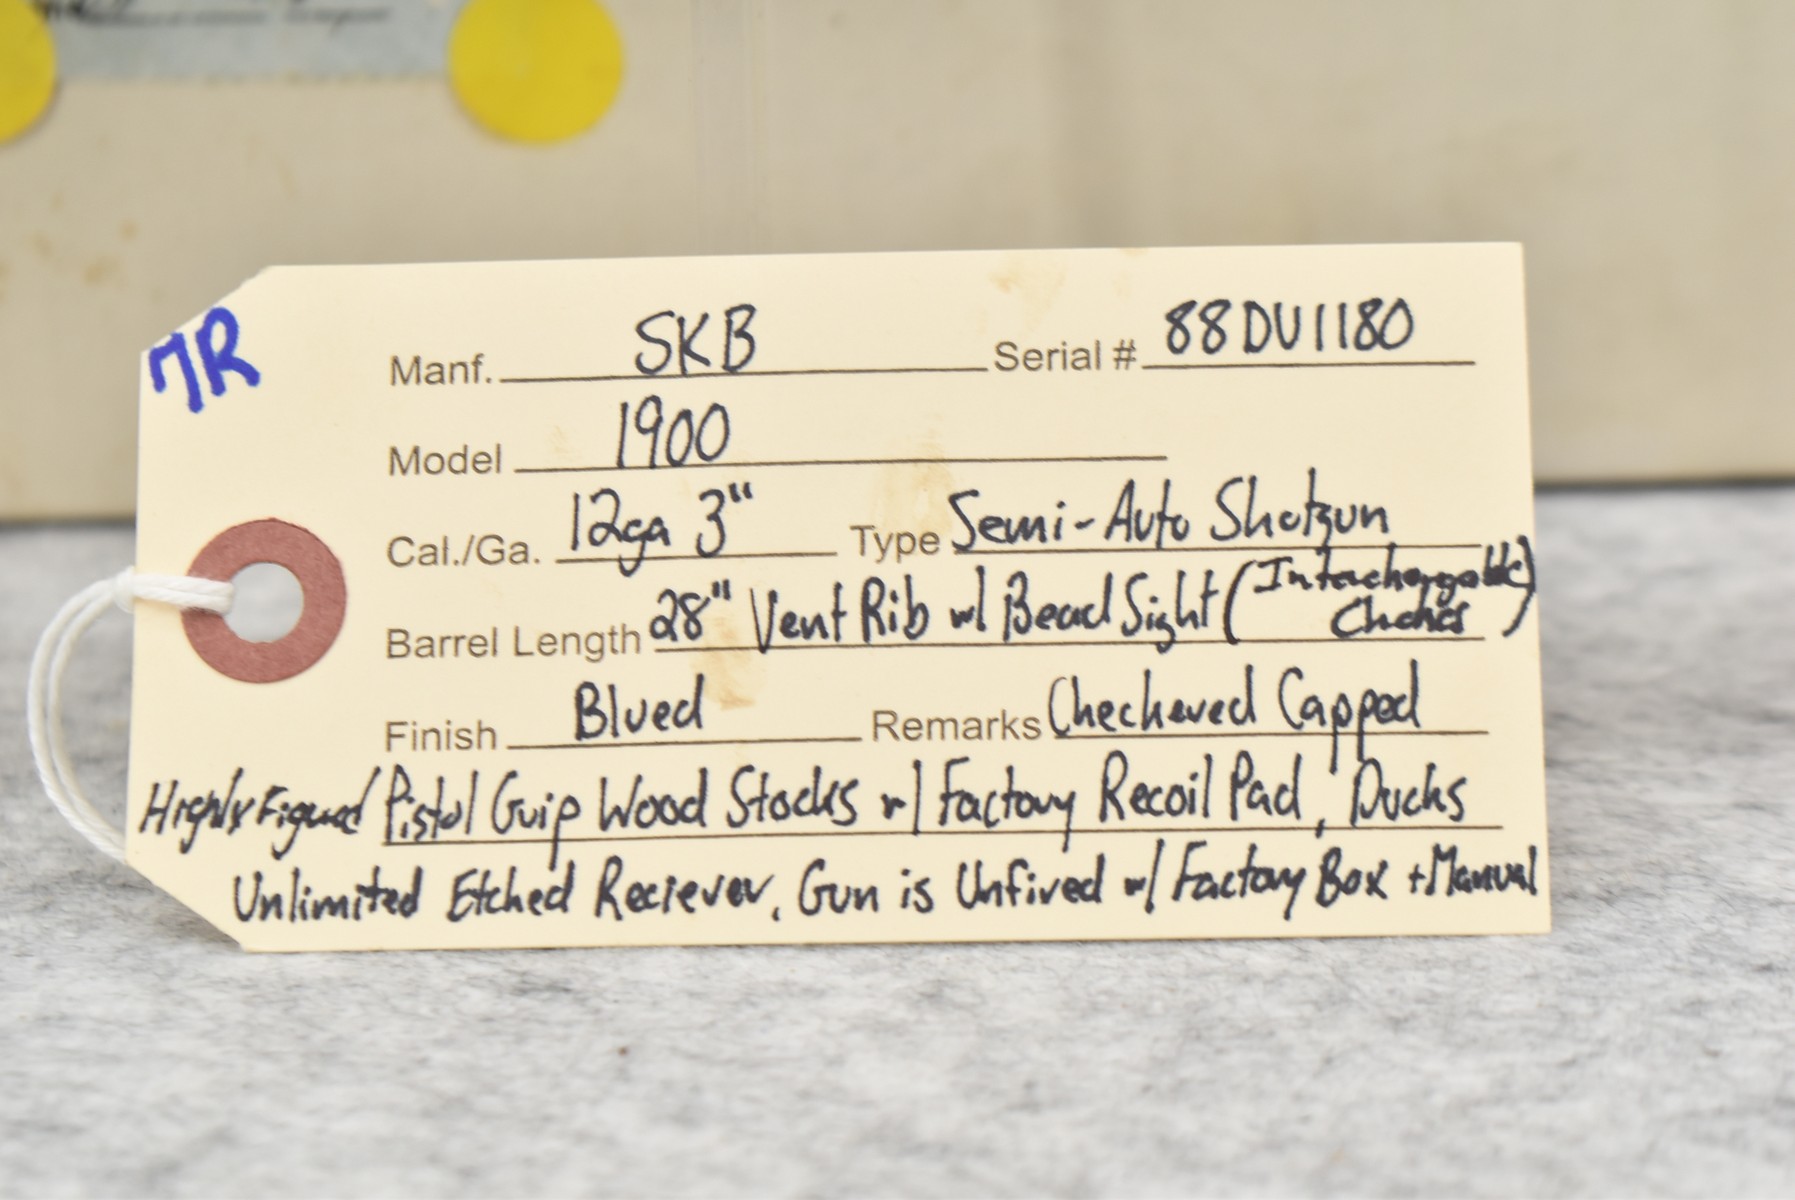 7R
Manf. SKB Serial # 88DU1180
Model 1900
Cal./Ga. 12ga 3" Type Semi-Auto Shotgun
Barrel Length 28" Vent Rib w/ Bead Sight (Interchangeable Chokes)
Finish Blued Remarks Checkered Capped
Highly Figured Pistol Grip Wood Stocks w/ Factory Recoil Pad, Ducks
Unlimited Etched Reciever, Gun is Unfired w/ Factory Box + Manual